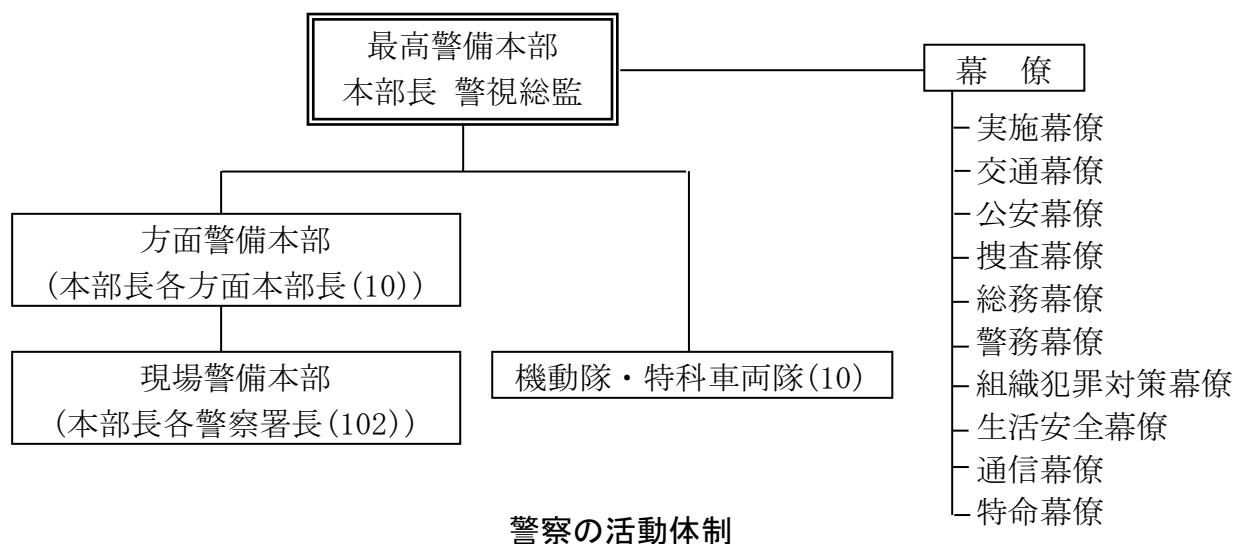 最高警備本部
本部長 警視総監
幕 僚
実施幕僚
交通幕僚
公安幕僚
捜査幕僚
総務幕僚
警務幕僚
組織犯罪対策幕僚
生活安全幕僚
通信幕僚
特命幕僚
方面警備本部
(本部長各方面本部長(10))
現場警備本部
(本部長各警察署長(102))
機動隊・特科車両隊(10)
警察の活動体制